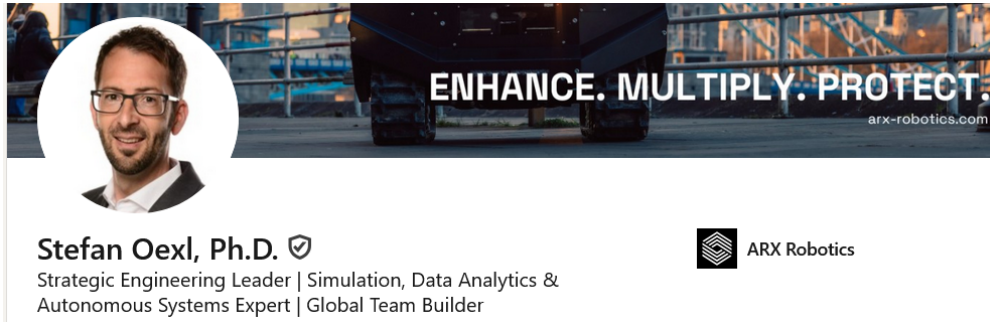 ENHANCE. MULTIPLY. PROTECT.
arx-robotics.com
Stefan Oexl, Ph.D.
ARX Robotics
Strategic Engineering Leader | Simulation, Data Analytics &
Autonomous Systems Expert | Global Team Builder